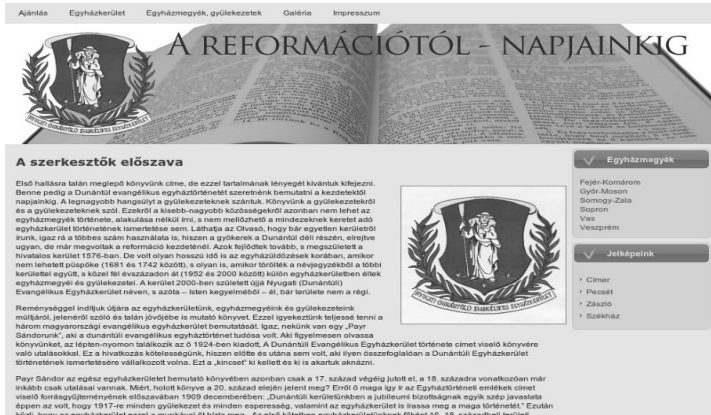 Ajánlás Egyházkerület Egyházmegyék, gyülekezetek Galéria Impresszum
A REFORMÁCIÓTÓL - NAPJAINKIG
A szerkesztők előszava
Első hallásra talán meglepő könyvünk címe, de ezzel tartalmának lényegét kívántuk kifejezni.
Benne pedig a Dunántúl evangélikus egyháztörténetét szeretnénk bemutatni a kezdetektől
napjainkig. A legnagyobb hangsúlyt a gyülekezeteknek szántuk. Könyvünk a gyülekezetekről
és a gyülekezeteknek szól. Ezekről a kisebb-nagyobb közösségekről azonban nem lehet az
egyházmegyék története, alakulása nélkül írni, s nem mellőzhető a mindezeknek keretet adó
egyházkerület történetének ismertetése sem. Láthatja az Olvasó, hogy bár egyetlen kerületről
írunk, igaz rá a többes szám használata is, hiszen a gyökerek a Dunántúl déli részén, elrejtve
ugyan, de már megvoltak a reformáció kezdeténél. Azok fejlődtek tovább, s megszületett a
hivatalos kerület 1576-ban. De volt olyan hosszú idő is az egyházüldözések korában, amikor
nem lehetett püspöke (1681 és 1742 között), s olyan is, amikor törölték a névjegyzékből a többi
kerülettel együtt, s közel fél évszázadon át (1952 és 2000 között) külön egyházkerületben éltek
egyházmegyéi és gyülekezetei. A kerület 2000-ben született újjá Nyugati (Dunántúli)
Evangélikus Egyházkerület néven, s azóta – Isten kegyelméből – él, bár területe nem a régi.
Reménységgel indítjuk útjára az egyházkerületünk, egyházmegyéink és gyülekezeteink
múltjáról, jelenéről szóló és talán jövőjébe is mutató könyvet. Ezzel igyekeztünk teljessé tenni a
három magyarországi evangélikus egyházkerület bemutatását. Igaz, nekünk van egy „Payr
Sándorunk”, aki a dunántúli evangélikus egyháztörténet tudósa volt. Aki figyelmesen olvassa
könyvünket, az lépten-nyomon találkozik az ő 1924-ben kiadott, A Dunántúli Evangélikus Egyházkerület története címet viselő könyvére
való utalásokkal. Ez a hivatkozás kötelességünk, hiszen előtte és utána sem volt, aki ilyen összefoglalóan a Dunántúli Egyházkerület
történetének ismertetésére vállalkozott volna. Ezt a „kincset” ki kellett és ki is akartuk aknázni.
Payr Sándor az egész egyházkerületet bemutató könyvében azonban csak a 17. század végéig jutott el, a 18. századra vonatkozóan már
inkább csak utalásai vannak. Miért, holott könyve a 20. század elején jelent meg? Erről ő maga így ír az Egyháztörténeti emlékek címet
viselő forrásgyűjteményének előszavában 1909 decemberében: „Dunántúli kerületünkben a jubileumi bizottságnak egyik szép javaslata
éppen az volt, hogy 1917-re minden gyülekezet és minden esperesség, valamint az egyházkerület is írassa meg a maga történetét.” Ezután
Egyházmegyék
Fejér-Komárom
Győr-Moson
Somogy-Zala
Sopron
Vas
Veszprém
Jelképeink
Címer
Pecsét
Zászló
Székház